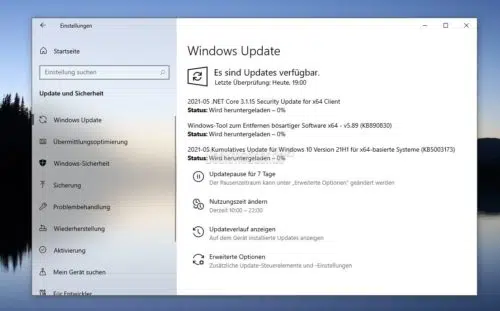 Einstellungen
Startseite
Einstellung suchen
Update und Sicherheit
Windows Update
Übermittlungsoptimierung
Windows-Sicherheit
Sicherung
Problembehandlung
Wiederherstellung
Aktivierung
Mein Gerät suchen
Für Entwickler
Windows Update
Es sind Updates verfügbar.
Letzte Überprüfung: Heute, 19:00
2021-05 .NET Core 3.1.15 Security Update for x64 Client
Status: Wird heruntergeladen – 0%
Windows-Tool zum Entfernen bösartiger Software x64 - v5.89 (KB890830)
Status: Wird heruntergeladen – 0%
2021-05 Kumulatives Update für Windows 10 Version 21H1 für x64-basierte Systeme (KB5003173)
Status: Wird heruntergeladen – 0%
Updatepause für 7 Tage
Der Pausenzeitraum kann unter „Erweiterte Optionen" geändert werden
Nutzungszeit ändern
Derzeit 10:00 – 22:00
Updateverlauf anzeigen
Auf dem Gerät installierte Updates anzeigen
Erweiterte Optionen
Zusätzliche Update-Steuerelemente und -Einstellungen